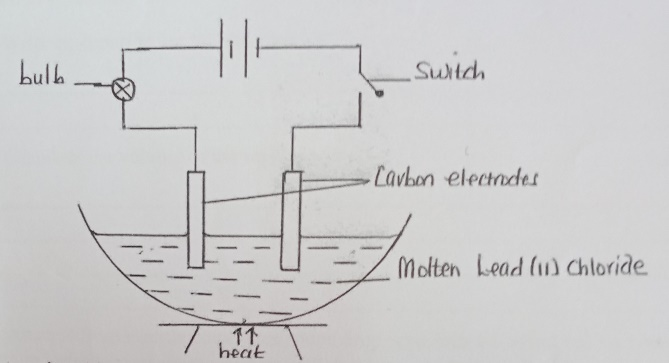 bulb
Switch
Carbon electrodes
Molten Lead (II) Chloride
heat